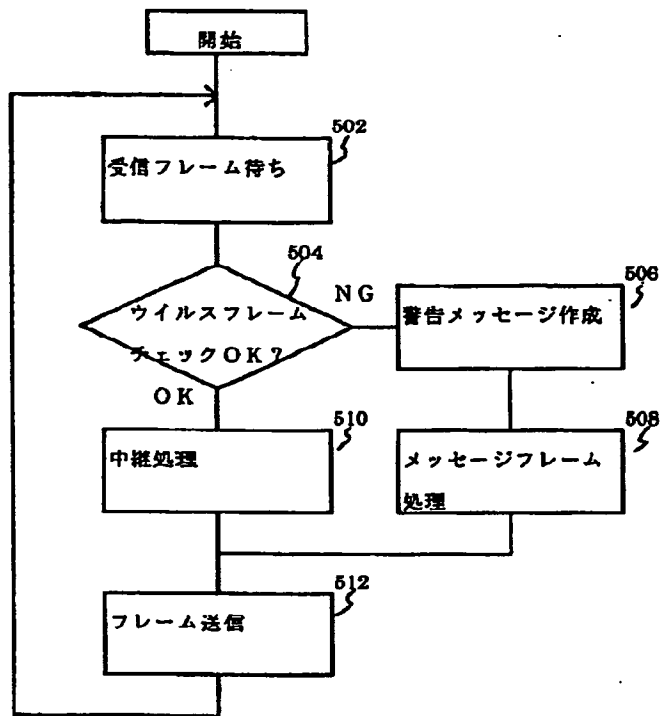 開始
502
受信フレーム待ち
504
ウイルスフレーム
チェックOK?
NG
506
警告メッセージ作成
OK
510
中継処理
508
メッセージフレーム
処理
512
フレーム送信